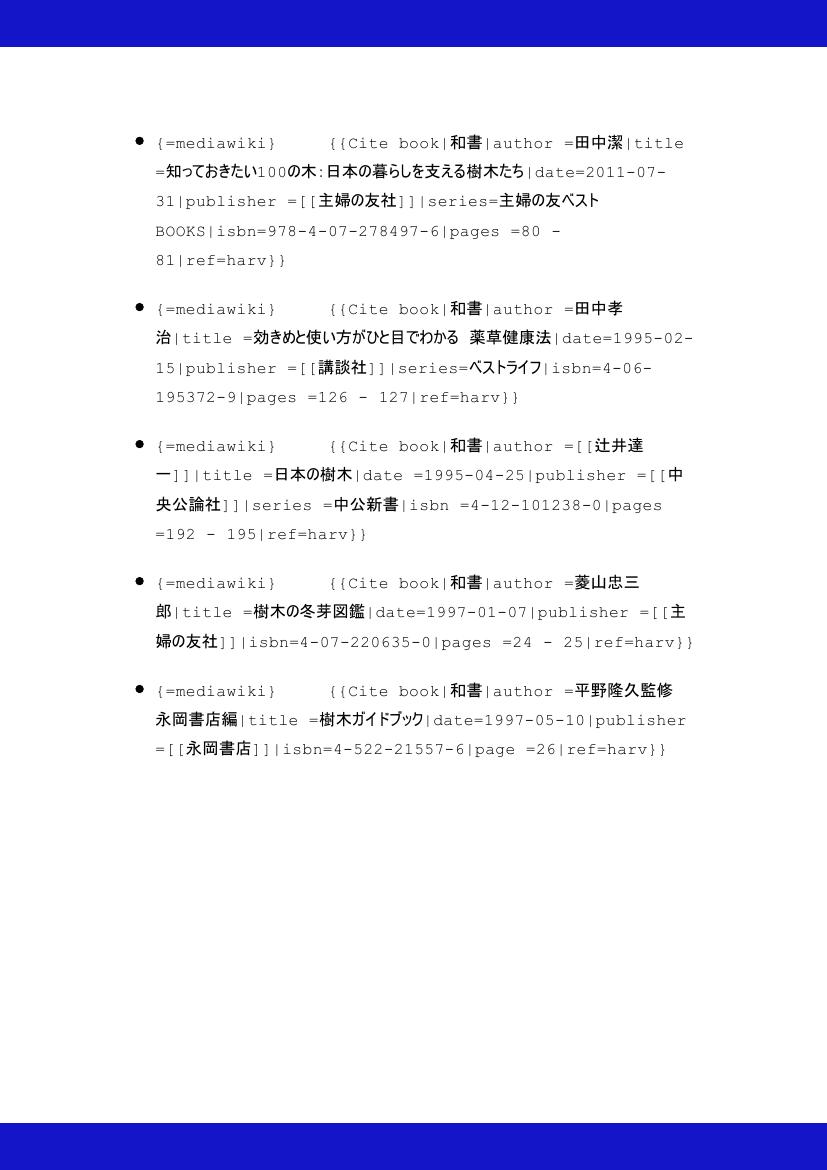 • {=mediawiki}     {{Cite book|和書|author =田中潔|title
=知っておきたい100の木:日本の暮らしを支える樹木たち|date=2011-07-
31|publisher =[[主婦の友社]]|series=主婦の友ベスト
BOOKS|isbn=978-4-07-278497-6|pages =80 -
81|ref=harv}}
• {=mediawiki}     {{Cite book|和書|author =田中孝
治|title =効きめと使い方がひと目でわかる 薬草健康法|date=1995-02-
15|publisher =[[講談社]]|series=ベストライフ|isbn=4-06-
195372-9|pages =126 - 127|ref=harv}}
• {=mediawiki}     {{Cite book|和書|author =[[辻井達
一]]|title =日本の樹木|date =1995-04-25|publisher =[[中
央公論社]]|series =中公新書|isbn =4-12-101238-0|pages
=192 - 195|ref=harv}}
• {=mediawiki}     {{Cite book|和書|author =菱山忠三
郎|title =樹木の冬芽図鑑|date=1997-01-07|publisher =[[主
婦の友社]]|isbn=4-07-220635-0|pages =24 - 25|ref=harv}}
• {=mediawiki}     {{Cite book|和書|author =平野隆久監修
永岡書店編|title =樹木ガイドブック|date=1997-05-10|publisher
=[[永岡書店]]|isbn=4-522-21557-6|page =26|ref=harv}}